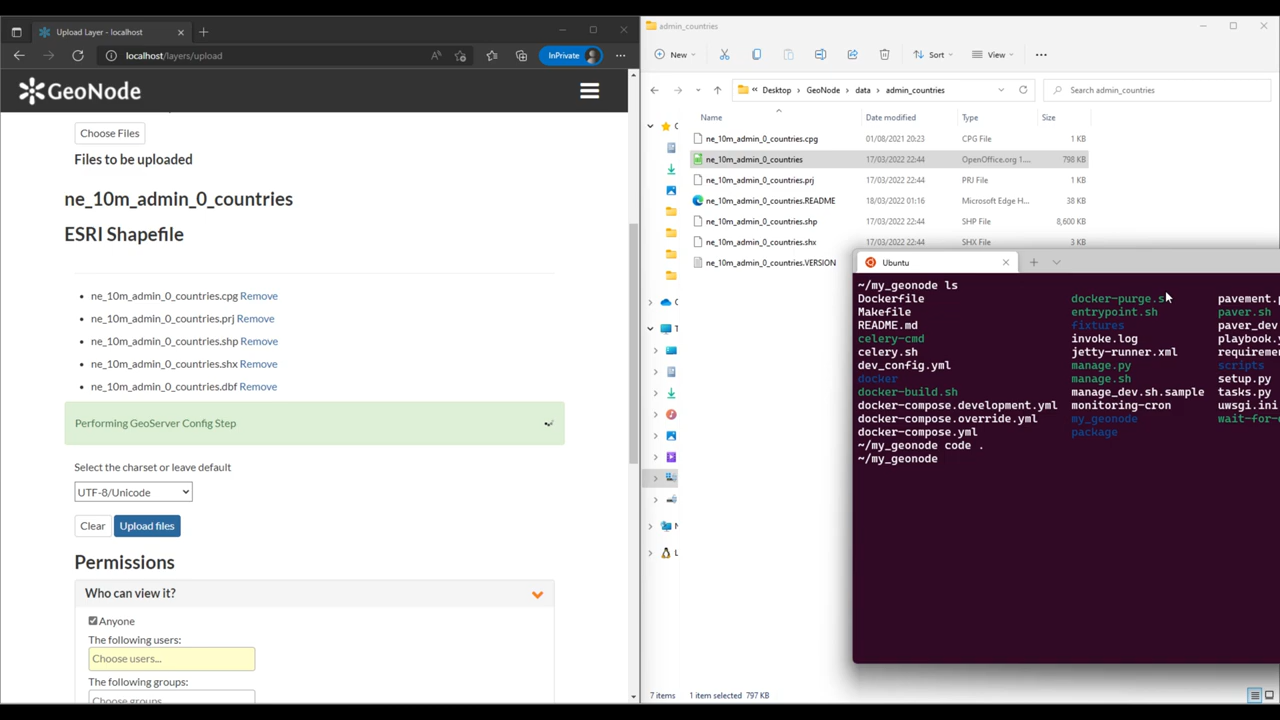 Upload Layer - localhost
localhost/layers/upload
InPrivate
GeoNode
Choose Files
Files to be uploaded
ne_10m_admin_0_countries
ESRI Shapefile
ne_10m_admin_0_countries.cpg Remove
ne_10m_admin_0_countries.prj Remove
ne_10m_admin_0_countries.shp Remove
ne_10m_admin_0_countries.shx Remove
ne_10m_admin_0_countries.dbf Remove
Performing GeoServer Config Step
Select the charset or leave default
UTF-8/Unicode
Clear Upload files
Permissions
Who can view it?
Anyone
The following users:
Choose users...
The following groups:
Choose groups...
admin_countries
New Sort View
« Desktop GeoNode data admin_countries Search admin_countries
Name Date modified Type Size
ne_10m_admin_0_countries.cpg 01/08/2021 20:23 CPG File 1 KB
ne_10m_admin_0_countries 17/03/2022 22:44 OpenOffice.org 1.... 798 KB
ne_10m_admin_0_countries.prj 17/03/2022 22:44 PRJ File 1 KB
ne_10m_admin_0_countries.README 18/03/2022 01:16 Microsoft Edge H... 38 KB
ne_10m_admin_0_countries.shp 17/03/2022 22:44 SHP File 8,600 KB
ne_10m_admin_0_countries.shx 17/03/2022 22:44 SHX File 3 KB
ne_10m_admin_0_countries.VERSION
7 items 1 item selected 797 KB
Ubuntu
~/my_geonode ls
Dockerfile docker-purge.s pavement.p
Makefile entrypoint.sh paver.sh
README.md fixtures paver_dev
celery-cmd invoke.log playbook.y
celery.sh jetty-runner.xml requireme
dev_config.yml manage.py scripts
docker manage.sh setup.py
docker-build.sh manage_dev.sh.sample tasks.py
docker-compose.development.yml monitoring-cron uwsgi.ini
docker-compose.override.yml my_geonode wait-for-
docker-compose.yml package
~/my_geonode code .
~/my_geonode